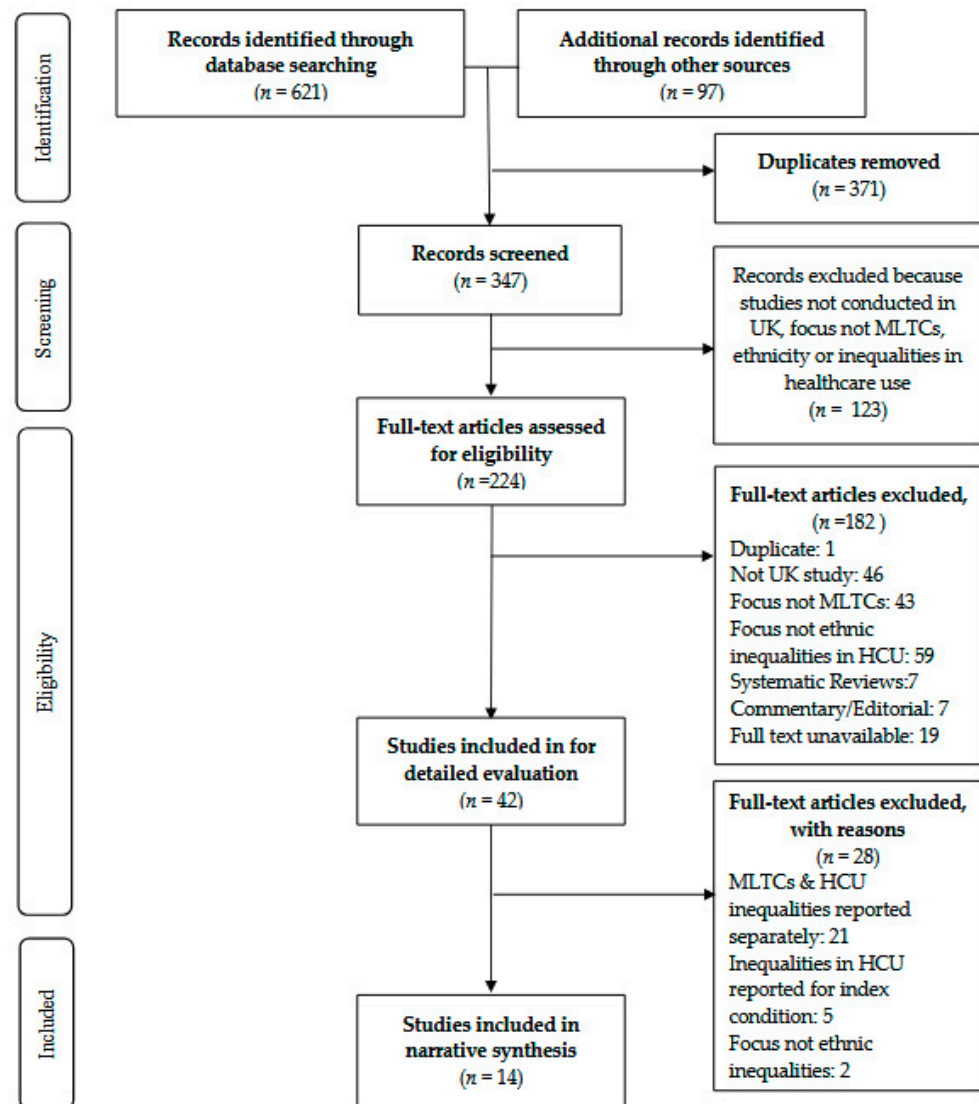 Identification
Records identified through
database searching
(n = 621)
Additional records identified
through other sources
(n = 97)
Duplicates removed
(n = 371)
Screening
Records screened
(n = 347)
Records excluded because
studies not conducted in
UK, focus not MLTCs,
ethnicity or inequalities in
healthcare use
(n = 123)
Eligibility
Full-text articles assessed
for eligibility
(n =224)
Full-text articles excluded,
(n =182 )
Duplicate: 1
Not UK study: 46
Focus not MLTCs: 43
Focus not ethnic
inequalities in HCU: 59
Systematic Reviews:7
Commentary/Editorial: 7
Full text unavailable: 19
Studies included in for
detailed evaluation
(n = 42)
Full-text articles excluded,
with reasons
(n = 28)
MLTCs & HCU
inequalities reported
separately: 21
Inequalities in HCU
reported for index
condition: 5
Focus not ethnic
inequalities: 2
Included
Studies included in
narrative synthesis
(n = 14)